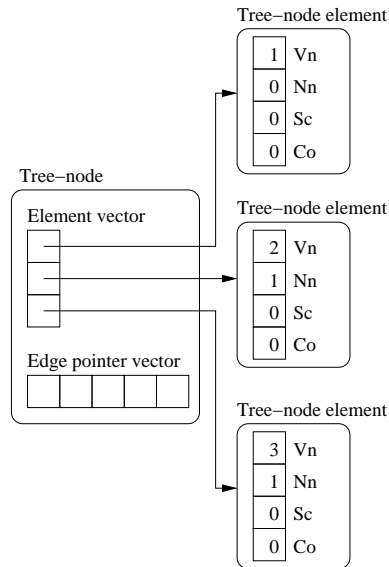 Tree-node element
1 Vn
0 Nn
0 Sc
0 Co
Tree-node
Element vector
Edge pointer vector
Tree-node element
2 Vn
1 Nn
0 Sc
0 Co
Tree-node element
3 Vn
1 Nn
0 Sc
0 Co